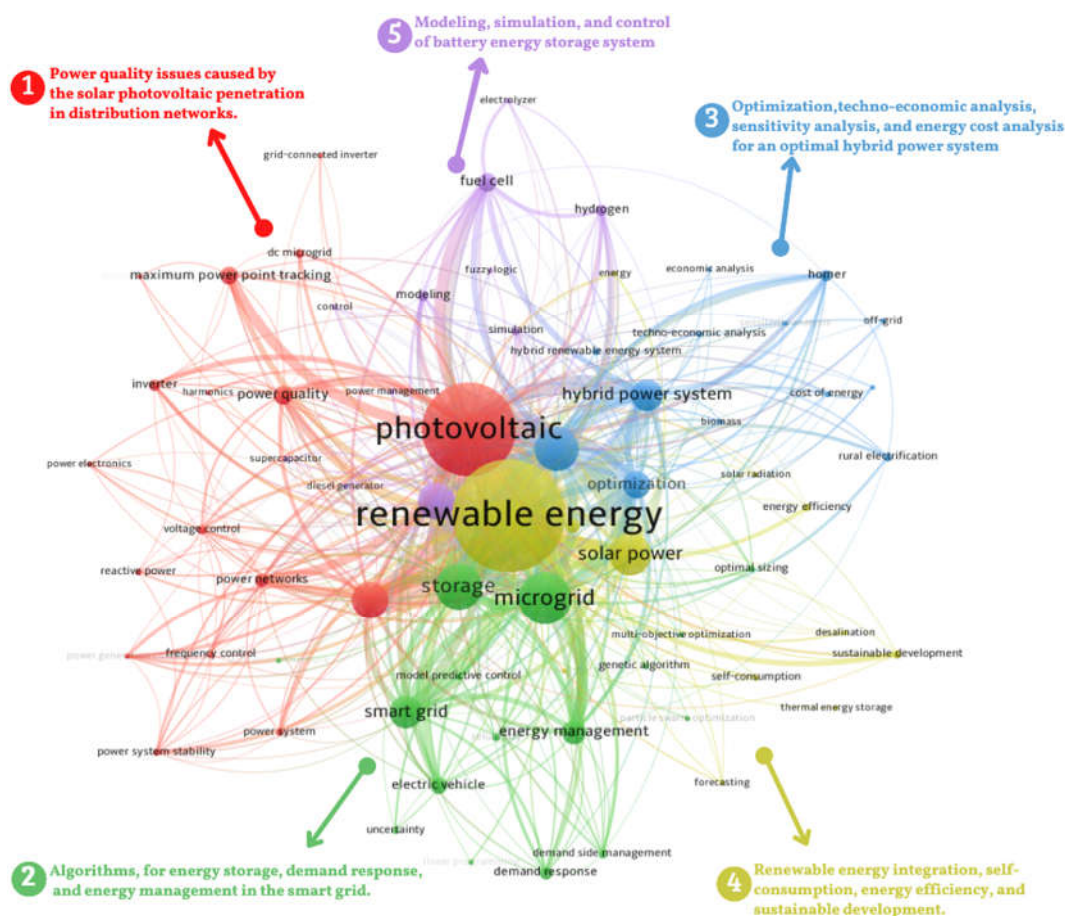 5 Modeling, simulation, and control
of battery energy storage system
1 Power quality issues caused by
the solar photovoltaic penetration
in distribution networks.
3 Optimization,techno-economic analysis,
sensitivity analysis, and energy cost analysis
for an optimal hybrid power system
electrolyzer
grid-connected inverter
fuel cell
hydrogen
dc microgrid
maximum power point tracking
fuzzy logic
energy
economic analysis
homer
control
modeling
simulation
techno-economic analysis
off-grid
hybrid renewable energy system
inverter
harmonics
power quality
power management
hybrid power system
cost of energy
photovoltaic
biomass
power electronics
supercapacitor
rural electrification
diesel generator
optimization
solar radiation
renewable energy
energy efficiency
voltage control
solar power
reactive power
power networks
storage
microgrid
optimal sizing
multi-objective optimization
desalination
frequency control
sustainable development
model predictive control
genetic algorithm
self-consumption
smart grid
thermal energy storage
particle swarm optimization
power system
energy management
power system stability
electric vehicle
forecasting
uncertainty
demand side management
demand response
2 Algorithms, for energy storage, demand response,
and energy management in the smart grid.
4 Renewable energy integration, self-
consumption, energy efficiency, and
sustainable development.